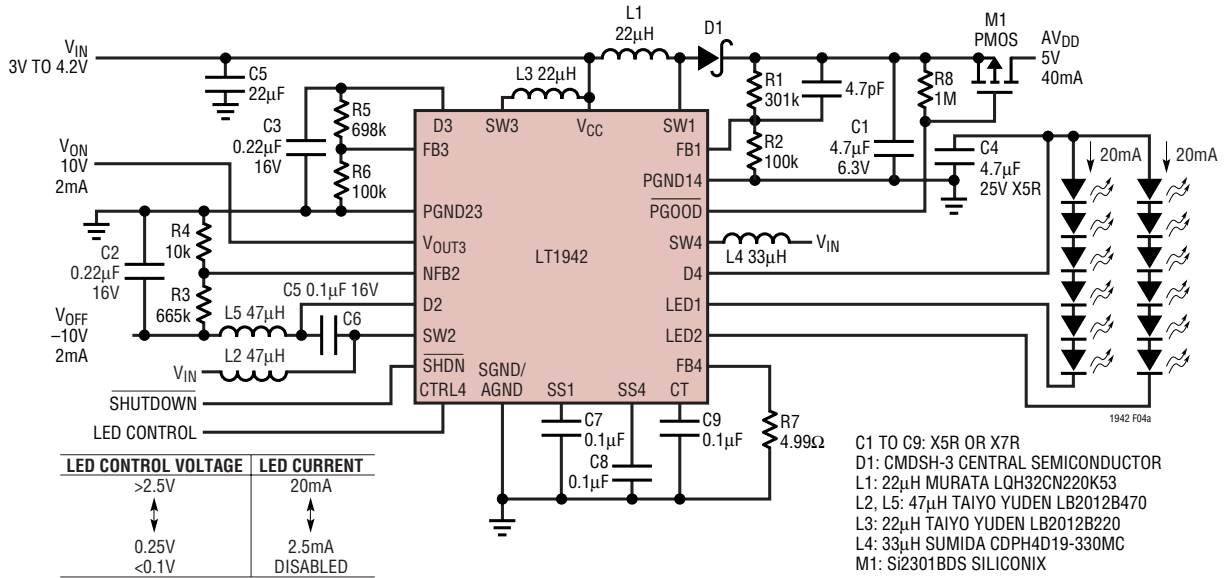 L1
22µH
D1
M1
PMOS
VIN
3V TO 4.2V
AVDD
5V
40mA
C5
22µF
L3 22µH
R1
301k
4.7pF
R8
1M
R5
698k
C3
0.22µF
16V
D3
SW3
VCC
SW1
FB3
FB1
R2
100k
C1
4.7µF
6.3V
C4
4.7µF
25V X5R
20mA
20mA
VON
10V
2mA
R6
100k
PGND14
PGND23
PGOOD
R4
10k
VOUT3
LT1942
SW4
L4 33µH
VIN
C2
0.22µF
16V
NFB2
D4
R3
665k
C5 0.1µF 16V
D2
LED1
VOFF
–10V
2mA
L5 47µH
C6
SW2
LED2
L2 47µH
VIN
SHDN
SGND/
AGND
FB4
SHUTDOWN
CTRL4
SS1
SS4
CT
LED CONTROL
C7
0.1µF
C8
0.1µF
C9
0.1µF
R7
4.99Ω
1942 F04a
LED CONTROL VOLTAGE LED CURRENT
>2.5V 20mA
0.25V 2.5mA
<0.1V DISABLED
C1 TO C9: X5R OR X7R
D1: CMDSH-3 CENTRAL SEMICONDUCTOR
L1: 22µH MURATA LQH32CN220K53
L2, L5: 47µH TAIYO YUDEN LB2012B470
L3: 22µH TAIYO YUDEN LB2012B220
L4: 33µH SUMIDA CDPH4D19-330MC
M1: Si2301BDS SILICONIX